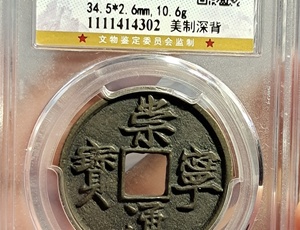 34.5*2.6mm, 10.6g
1111414302 美制深背
文物鉴定委员会监制
崇
寳 寧
通